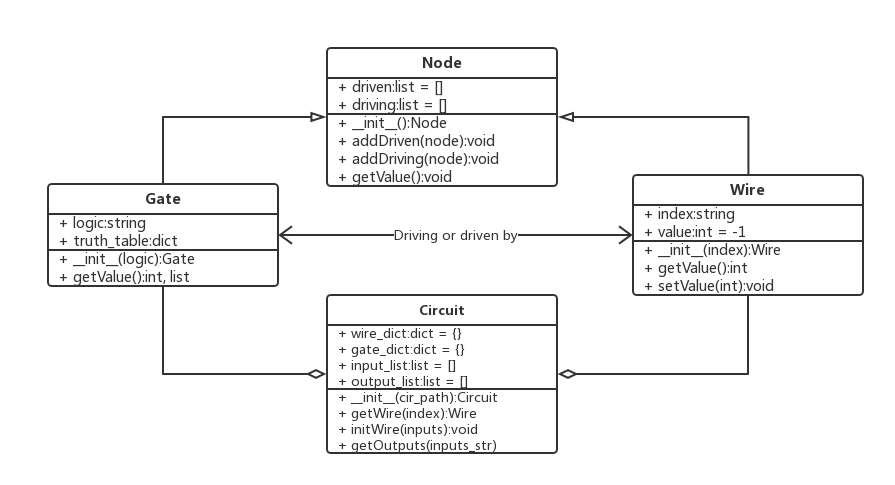 Node
+ driven:list = []
+ driving:list = []
+ __init__():Node
+ addDriven(node):void
+ addDriving(node):void
+ getValue():void
Gate
+ logic:string
+ truth_table:dict
+ __init__(logic):Gate
+ getValue():int, list
Driving or driven by
Wire
+ index:string
+ value:int = -1
+ __init__(index):Wire
+ getValue():int
+ setValue(int):void
Circuit
+ wire_dict:dict = {}
+ gate_dict:dict = {}
+ input_list:list = []
+ output_list:list = []
+ __init__(cir_path):Circuit
+ getWire(index):Wire
+ initWire(inputs):void
+ getOutputs(inputs_str)